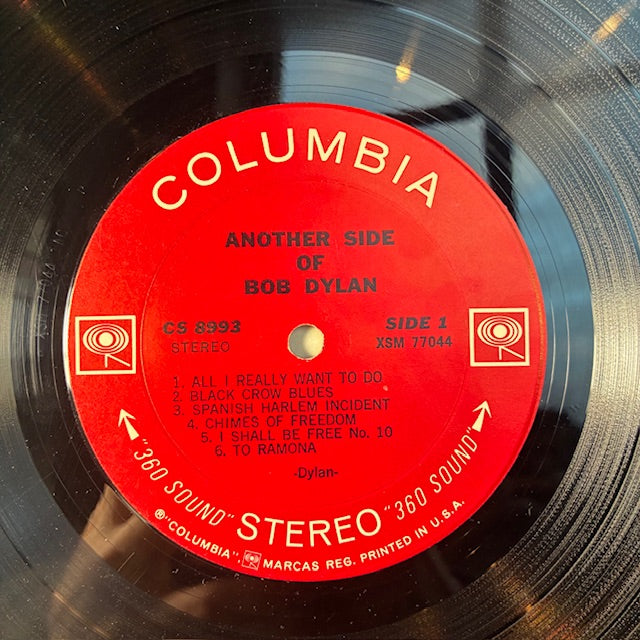 COLUMBIA
ANOTHER SIDE
OF
BOB DYLAN
CS 8993
STEREO
SIDE 1
XSM 77044
1. ALL I REALLY WANT TO DO
2. BLACK CROW BLUES
3. SPANISH HARLEM INCIDENT
4. CHIMES OF FREEDOM
5. I SHALL BE FREE No. 10
6. TO RAMONA
-Dylan-
"360 SOUND" STEREO "360 SOUND"
®"COLUMBIA", MARCAS REG. PRINTED IN U.S.A.